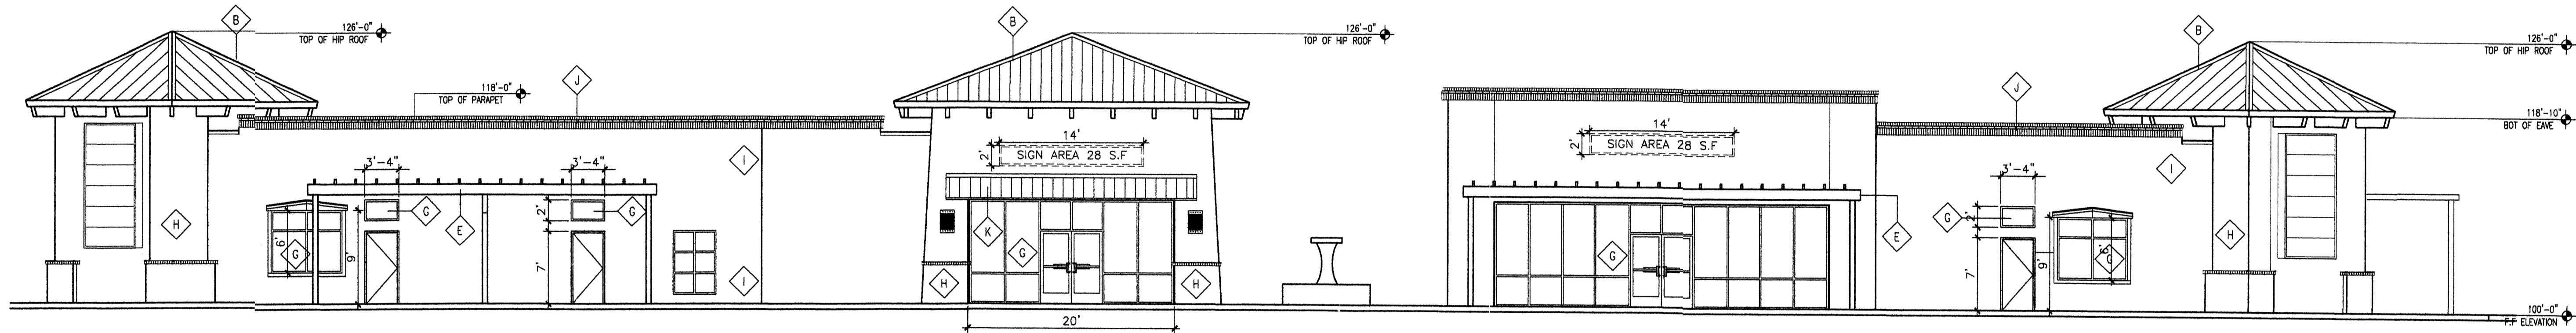 B
126'-0"
TOP OF HIP ROOF
B
126'-0"
TOP OF HIP ROOF
B
126'-0"
TOP OF HIP ROOF
118'-0"
TOP OF PARAPET
J
J
118'-10"
BOT OF EAVE
14'
2'
SIGN AREA 28 S.F
14'
2'
SIGN AREA 28 S.F
3'-4"
3'-4"
I
I
3'-4"
H
G
6'
9'
G
E
2'
7'
G
I
K
G
H
H
20'
G
E
G
2'
7'
9'
6'
G
H
100'-0"
F.F ELEVATION